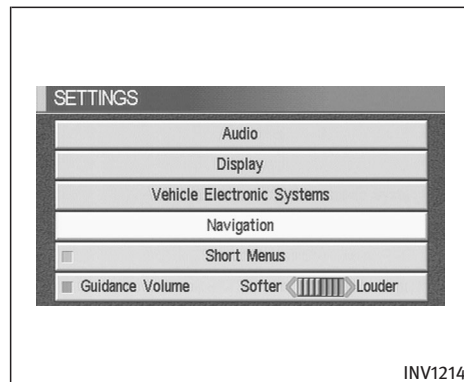 SETTINGS
Audio
Display
Vehicle Electronic Systems
Navigation
Short Menus
Guidance Volume Softer Louder
INV1214